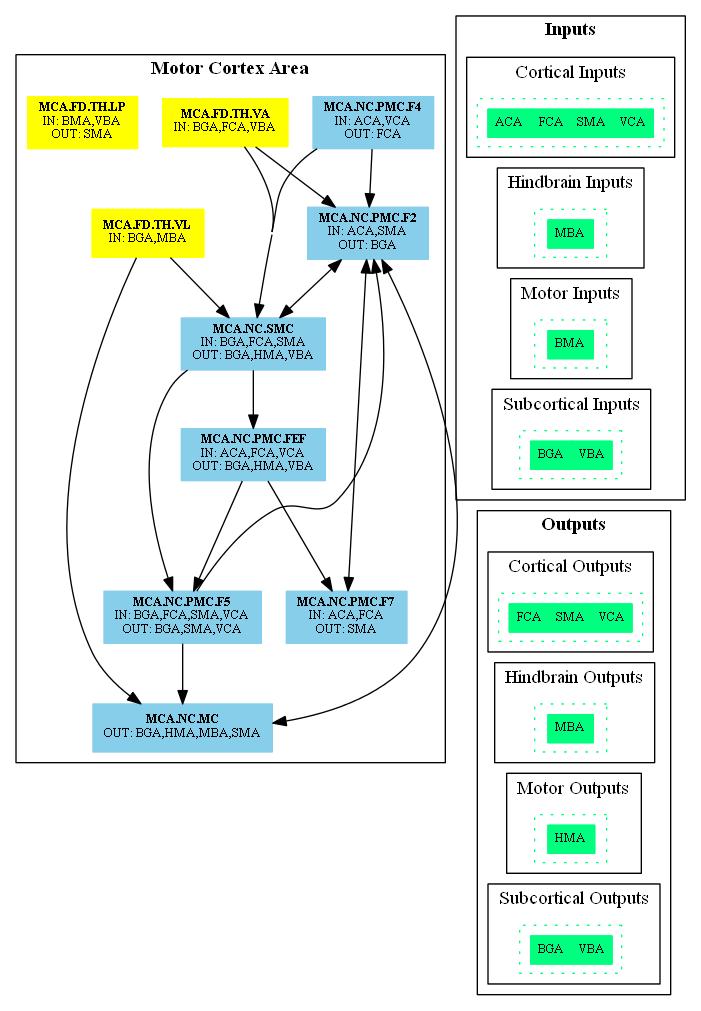 Motor Cortex Area
MCA.FD.TH.LP
IN: BMA,VBA
OUT: SMA
MCA.FD.TH.VA
IN: BGA,FCA,VBA
MCA.NC.PMC.F4
IN: ACA,VCA
OUT: FCA
MCA.FD.TH.VL
IN: BGA,MBA
MCA.NC.PMC.F2
IN: ACA,SMA
OUT: BGA
MCA.NC.SMC
IN: BGA,FCA,SMA
OUT: BGA,HMA,VBA
MCA.NC.PMC.FEF
IN: ACA,FCA,VCA
OUT: BGA,HMA,VBA
MCA.NC.PMC.F5
IN: BGA,FCA,SMA,VCA
OUT: BGA,SMA,VCA
MCA.NC.PMC.F7
IN: ACA,FCA
OUT: SMA
MCA.NC.MC
OUT: BGA,HMA,MBA,SMA
Inputs
Cortical Inputs
ACA FCA SMA VCA
Hindbrain Inputs
MBA
Motor Inputs
BMA
Subcortical Inputs
BGA VBA
Outputs
Cortical Outputs
FCA SMA VCA
Hindbrain Outputs
MBA
Motor Outputs
HMA
Subcortical Outputs
BGA VBA